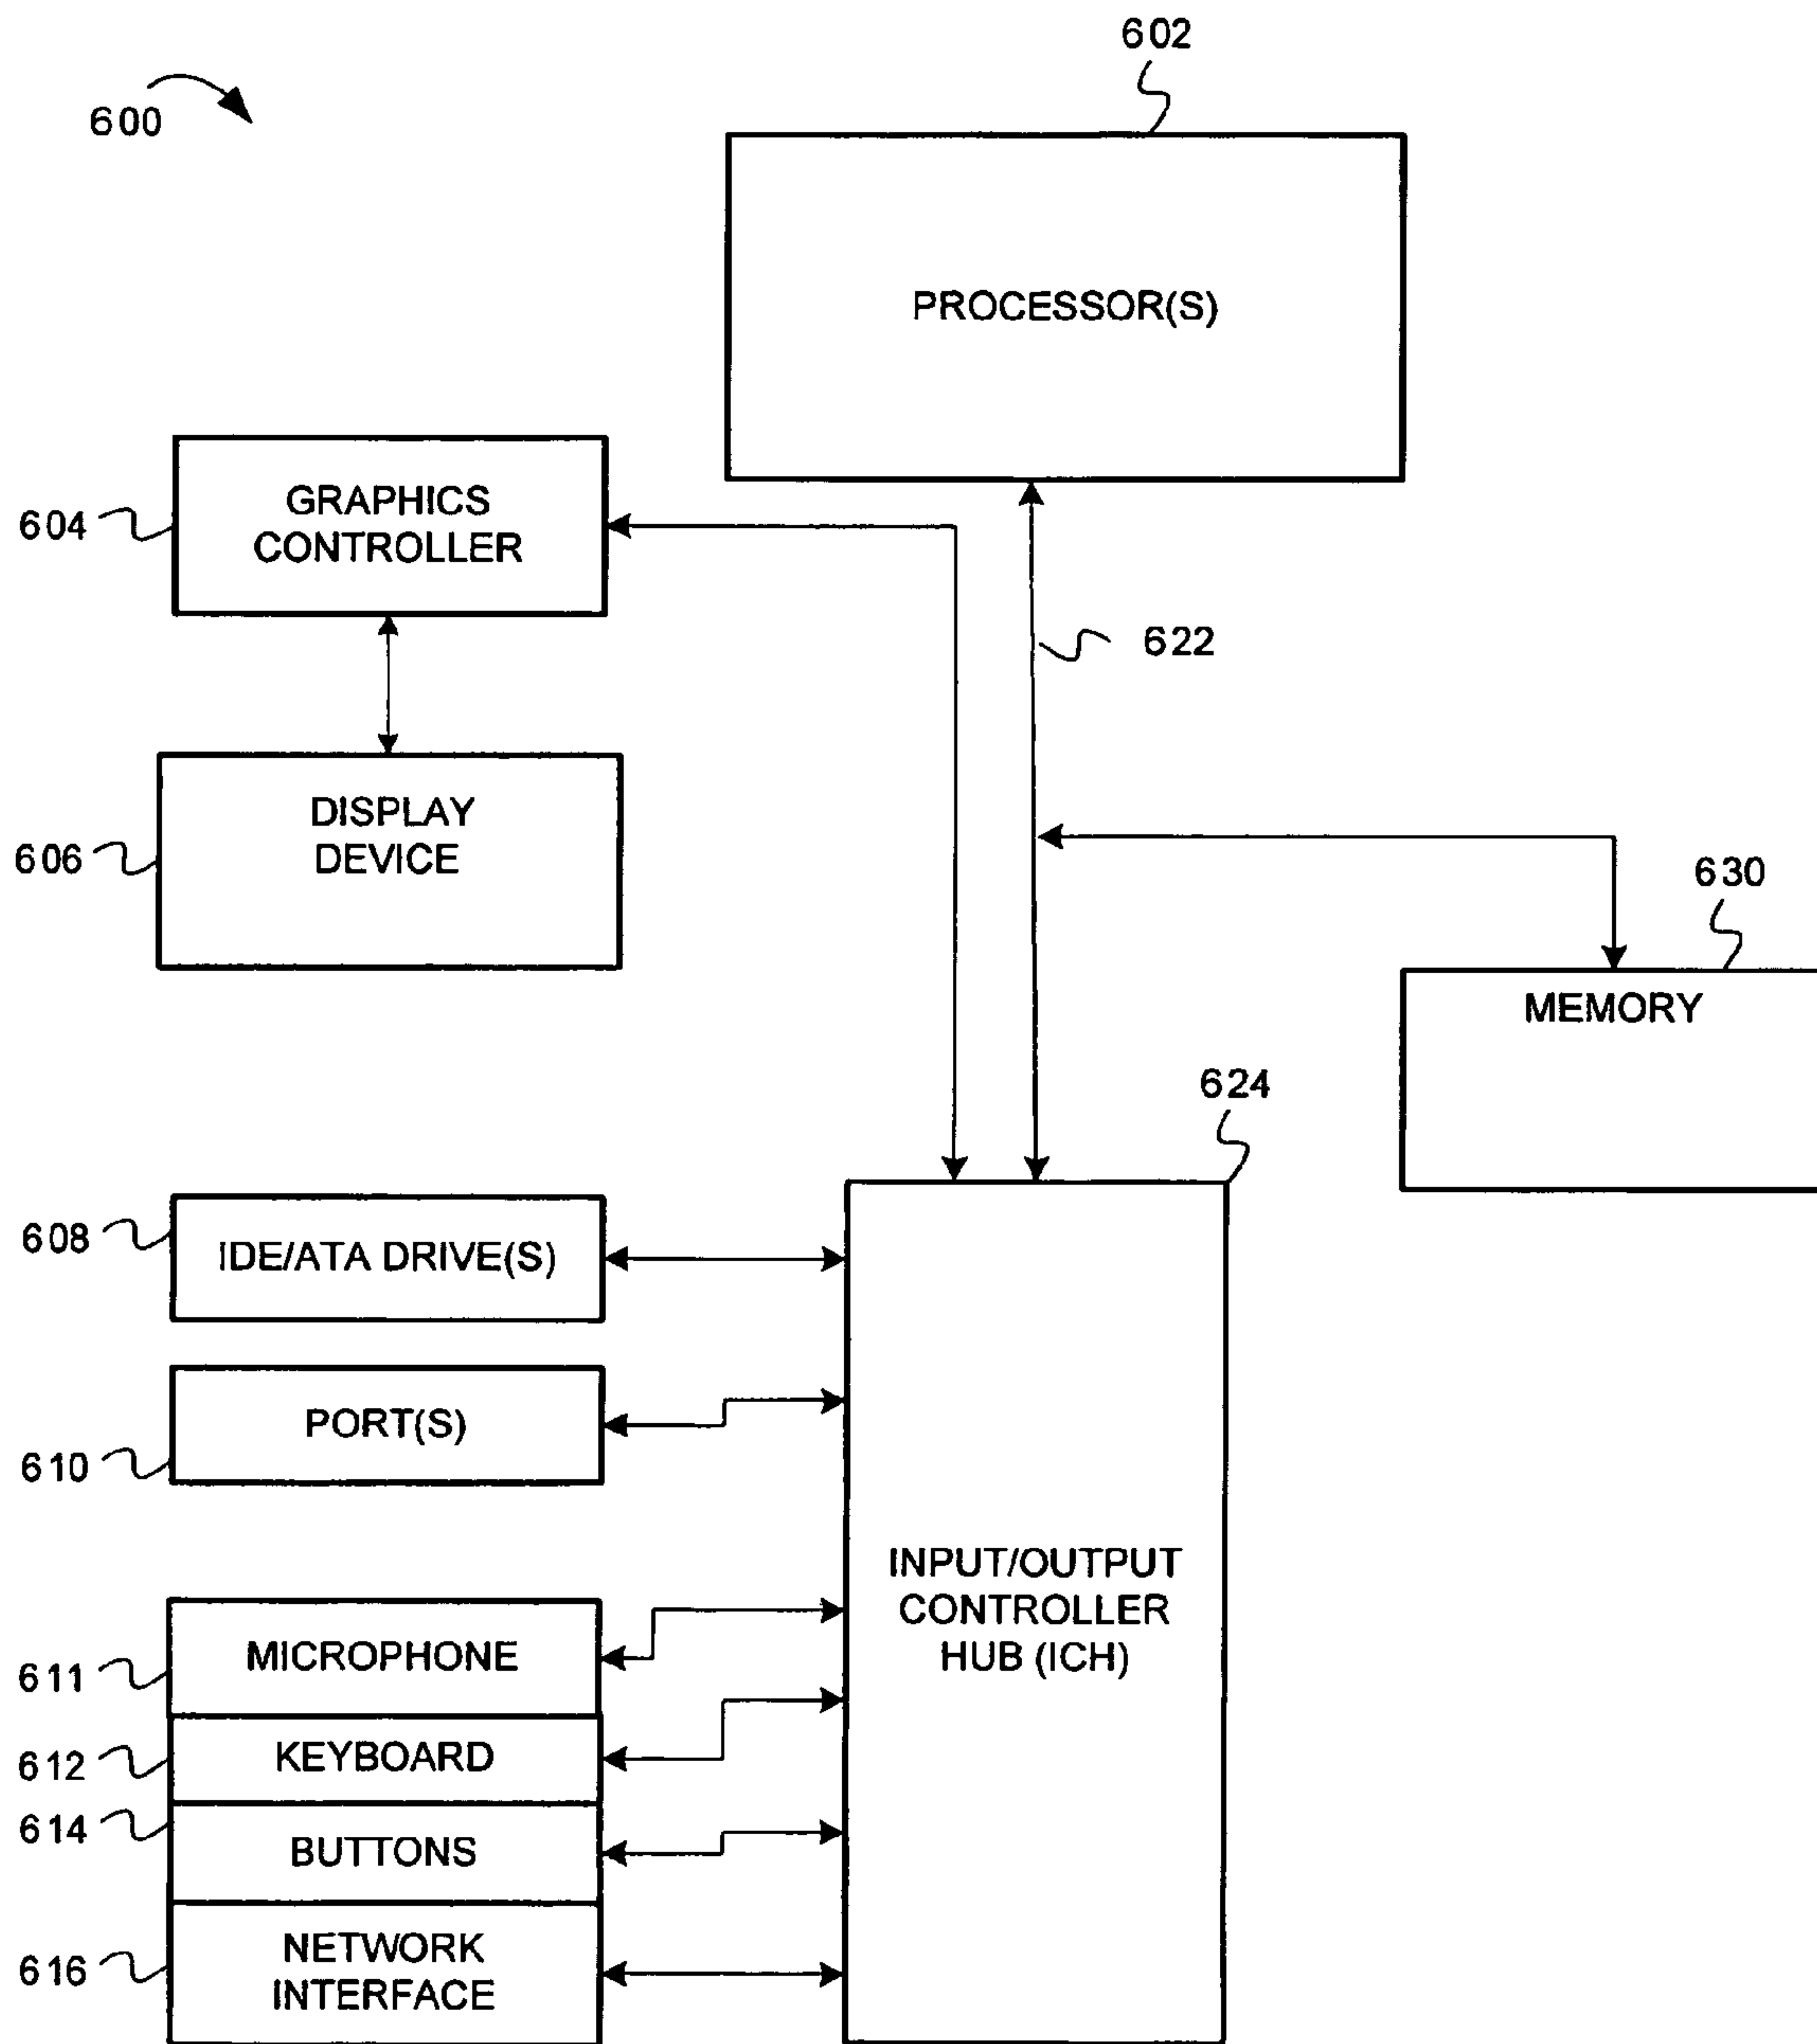 602
600
PROCESSOR(S)
604
GRAPHICS
CONTROLLER
622
606
DISPLAY
DEVICE
630
MEMORY
624
608
IDE/ATA DRIVE(S)
610
PORT(S)
INPUT/OUTPUT
CONTROLLER
HUB (ICH)
611
MICROPHONE
612
KEYBOARD
614
BUTTONS
616
NETWORK
INTERFACE